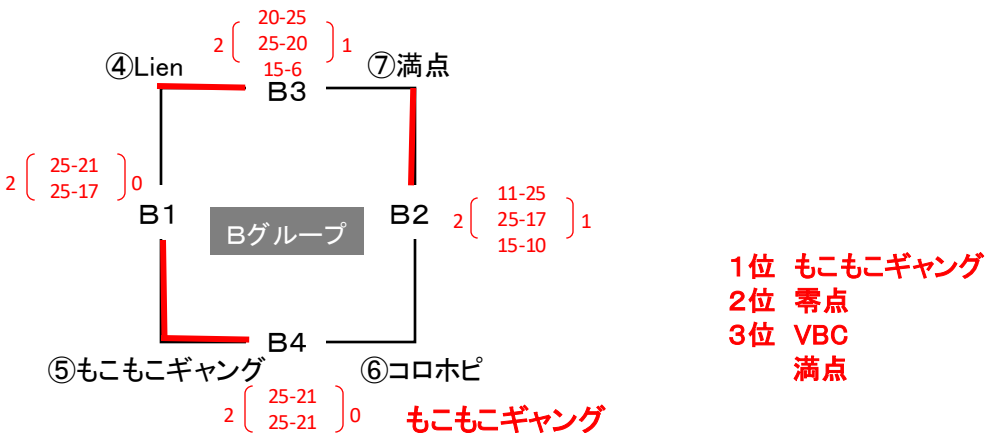 20-25
2 25-20 1
15-6
④Lien
⑦満点
B3
25-21
2 25-17 0
B1
Bグループ
B2
11-25
2 25-17 1
15-10
B4
⑤もこもこギャング
⑥コロホピ
25-21
2 25-21 0
もこもこギャング
1位 もこもこギャング
2位 零点
3位 VBC
満点